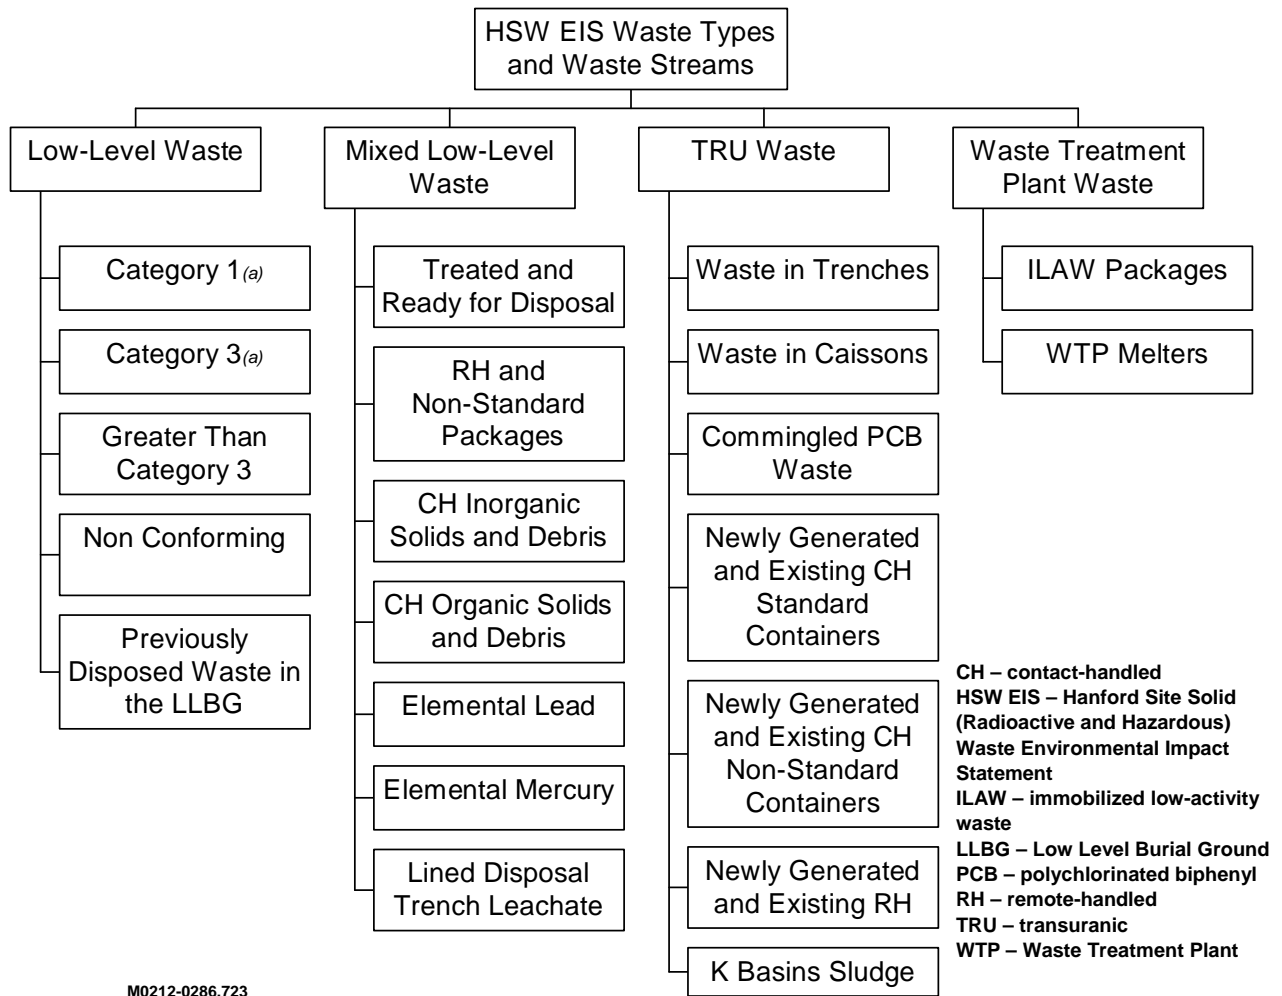 HSW EIS Waste Types
and Waste Streams
Low-Level Waste
Category 1(a)
Category 3(a)
Greater Than
Category 3
Non Conforming
Previously
Disposed Waste in
the LLBG
Mixed Low-Level
Waste
Treated and
Ready for Disposal
RH and
Non-Standard
Packages
CH Inorganic
Solids and Debris
CH Organic Solids
and Debris
Elemental Lead
Elemental Mercury
Lined Disposal
Trench Leachate
TRU Waste
Waste in Trenches
Waste in Caissons
Commingled PCB
Waste
Newly Generated
and Existing CH
Standard
Containers
Newly Generated
and Existing CH
Non-Standard
Containers
Newly Generated
and Existing RH
K Basins Sludge
Waste Treatment
Plant Waste
ILAW Packages
WTP Melters
CH – contact-handled
HSW EIS – Hanford Site Solid
(Radioactive and Hazardous)
Waste Environmental Impact
Statement
ILAW – immobilized low-activity
waste
LLBG – Low Level Burial Ground
PCB – polychlorinated biphenyl
RH – remote-handled
TRU – transuranic
WTP – Waste Treatment Plant
M0212-0286.723